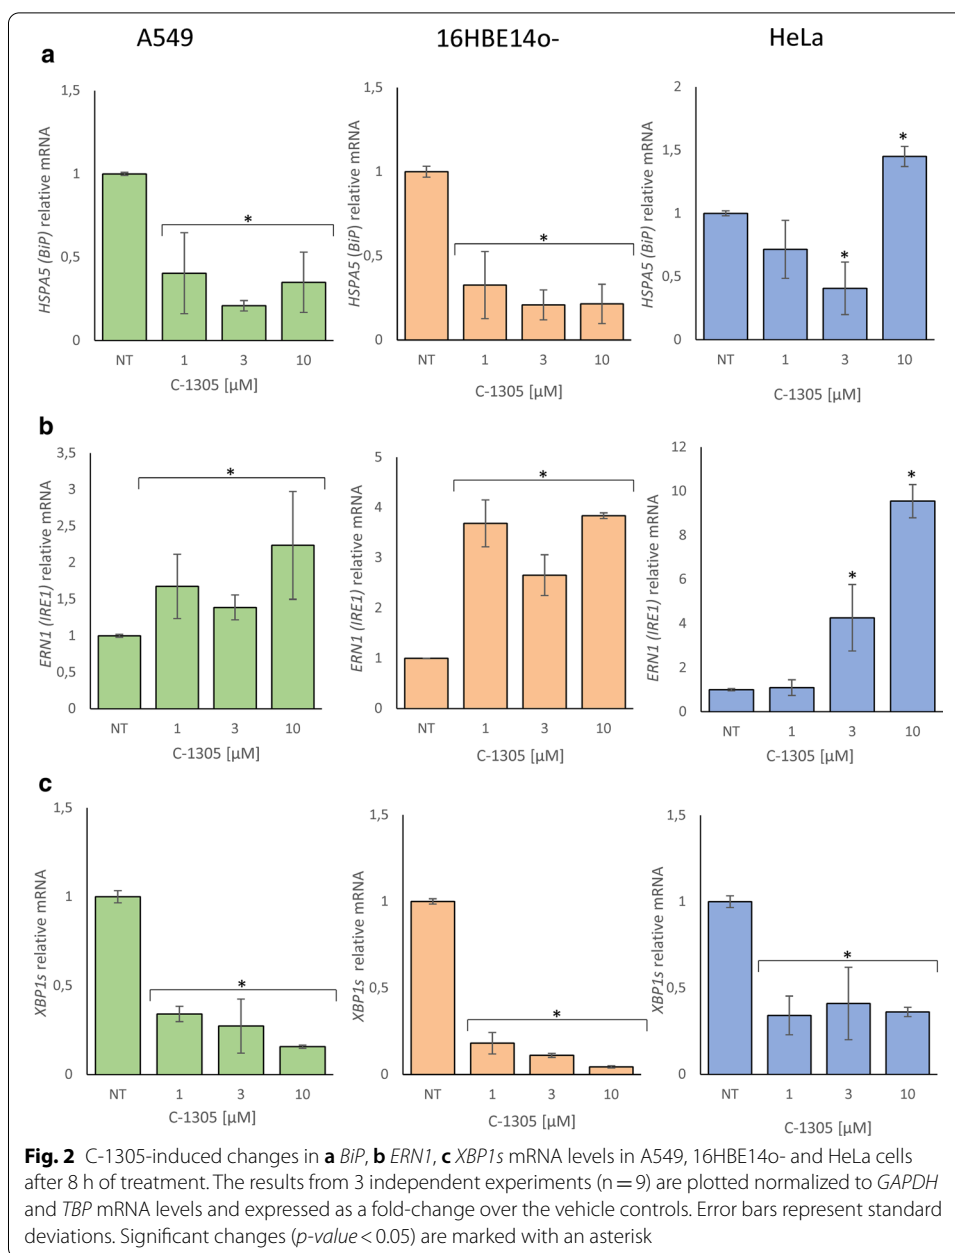 A549 16HBE14o- HeLa
a
HSPA5 (BiP) relative mRNA
1,5
1
0,5
0
*
NT 1 3 10
C-1305 [µM]
HSPA5 (BiP) relative mRNA
1,5
1
0,5
0
*
NT 1 3 10
C-1305 [µM]
HSPA5 (BiP) relative mRNA
2
1,5
1
0,5
0
*
*
NT 1 3 10
C-1305 [µM]
b
ERN1 (IRE1) relative mRNA
3,5
3
2,5
2
1,5
1
0,5
0
*
NT 1 3 10
C-1305 [µM]
ERN1 (IRE1) relative mRNA
5
4
3
2
1
0
*
NT 1 3 10
C-1305 [µM]
ERN1 (IRE1) relative mRNA
12
10
8
6
4
2
0
*
*
NT 1 3 10
C-1305 [µM]
c
XBP1s relative mRNA
1,5
1
0,5
0
*
NT 1 3 10
C-1305 [µM]
XBP1s relative mRNA
1,5
1
0,5
0
*
NT 1 3 10
C-1305 [µM]
XBP1s relative mRNA
1,5
1
0,5
0
*
NT 1 3 10
C-1305 [µM]
Fig. 2 C-1305-induced changes in a BiP, b ERN1, c XBP1s mRNA levels in A549, 16HBE14o- and HeLa cells
after 8 h of treatment. The results from 3 independent experiments (n = 9) are plotted normalized to GAPDH
and TBP mRNA levels and expressed as a fold-change over the vehicle controls. Error bars represent standard
deviations. Significant changes (p-value < 0.05) are marked with an asterisk